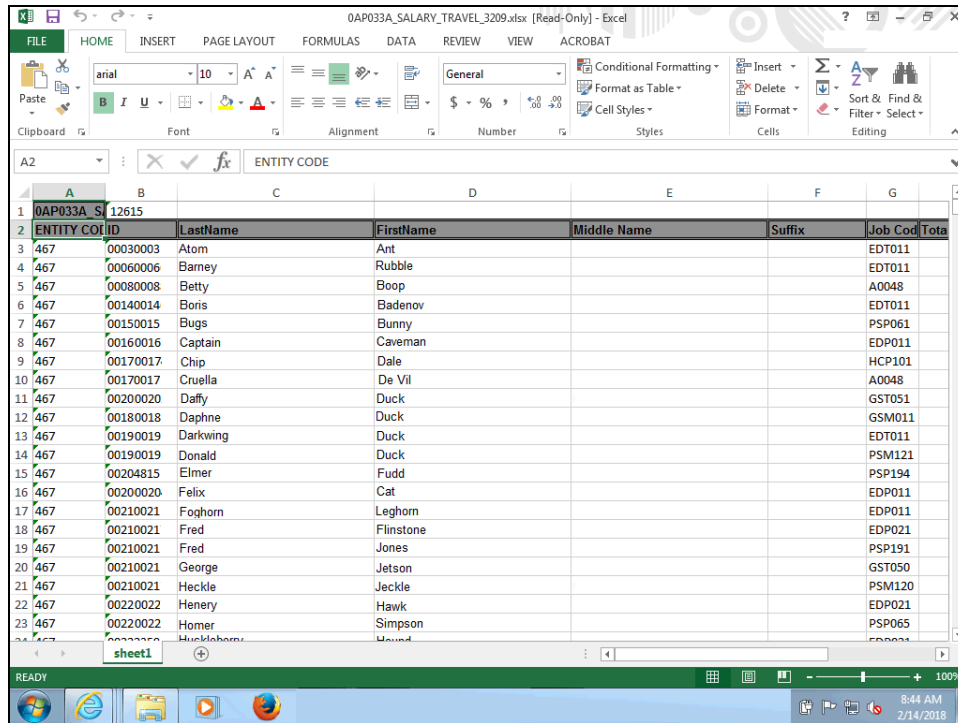 0AP033A_SALARY_TRAVEL_3209.xlsx [Read-Only] - Excel
FILE HOME INSERT PAGE LAYOUT FORMULAS DATA REVIEW VIEW ACROBAT
Paste
arial 10
B I U
General
$ % ,
Conditional Formatting
Format as Table
Cell Styles
Insert
Delete
Format
Sort & Filter
Find & Select
Clipboard Font Alignment Number Styles Cells Editing
A2 fx ENTITY CODE
A B C D E F G
1 0AP033A_SA 12615
2 ENTITY COD ID LastName FirstName Middle Name Suffix Job Cod Tota
3 467 00030003 Atom Ant EDT011
4 467 00060006 Barney Rubble EDT011
5 467 00080008 Betty Boop A0048
6 467 00140014 Boris Badenov EDT011
7 467 00150015 Bugs Bunny PSP061
8 467 00160016 Captain Caveman EDP011
9 467 00170017 Chip Dale HCP101
10 467 00170017 Cruella De Vil A0048
11 467 00200020 Daffy Duck GST051
12 467 00180018 Daphne Duck GSM011
13 467 00190019 Darkwing Duck EDT011
14 467 00190019 Donald Duck PSM121
15 467 00204815 Elmer Fudd PSP194
16 467 00200020 Felix Cat EDP011
17 467 00210021 Foghorn Leghorn EDP011
18 467 00210021 Fred Flinstone EDP021
19 467 00210021 Fred Jones PSP191
20 467 00210021 George Jetson GST050
21 467 00210021 Heckle Jeckle PSM120
22 467 00220022 Henery Hawk EDP021
23 467 00220022 Homer Simpson PSP065
sheet1
READY 100%
8:44 AM
2/14/2018